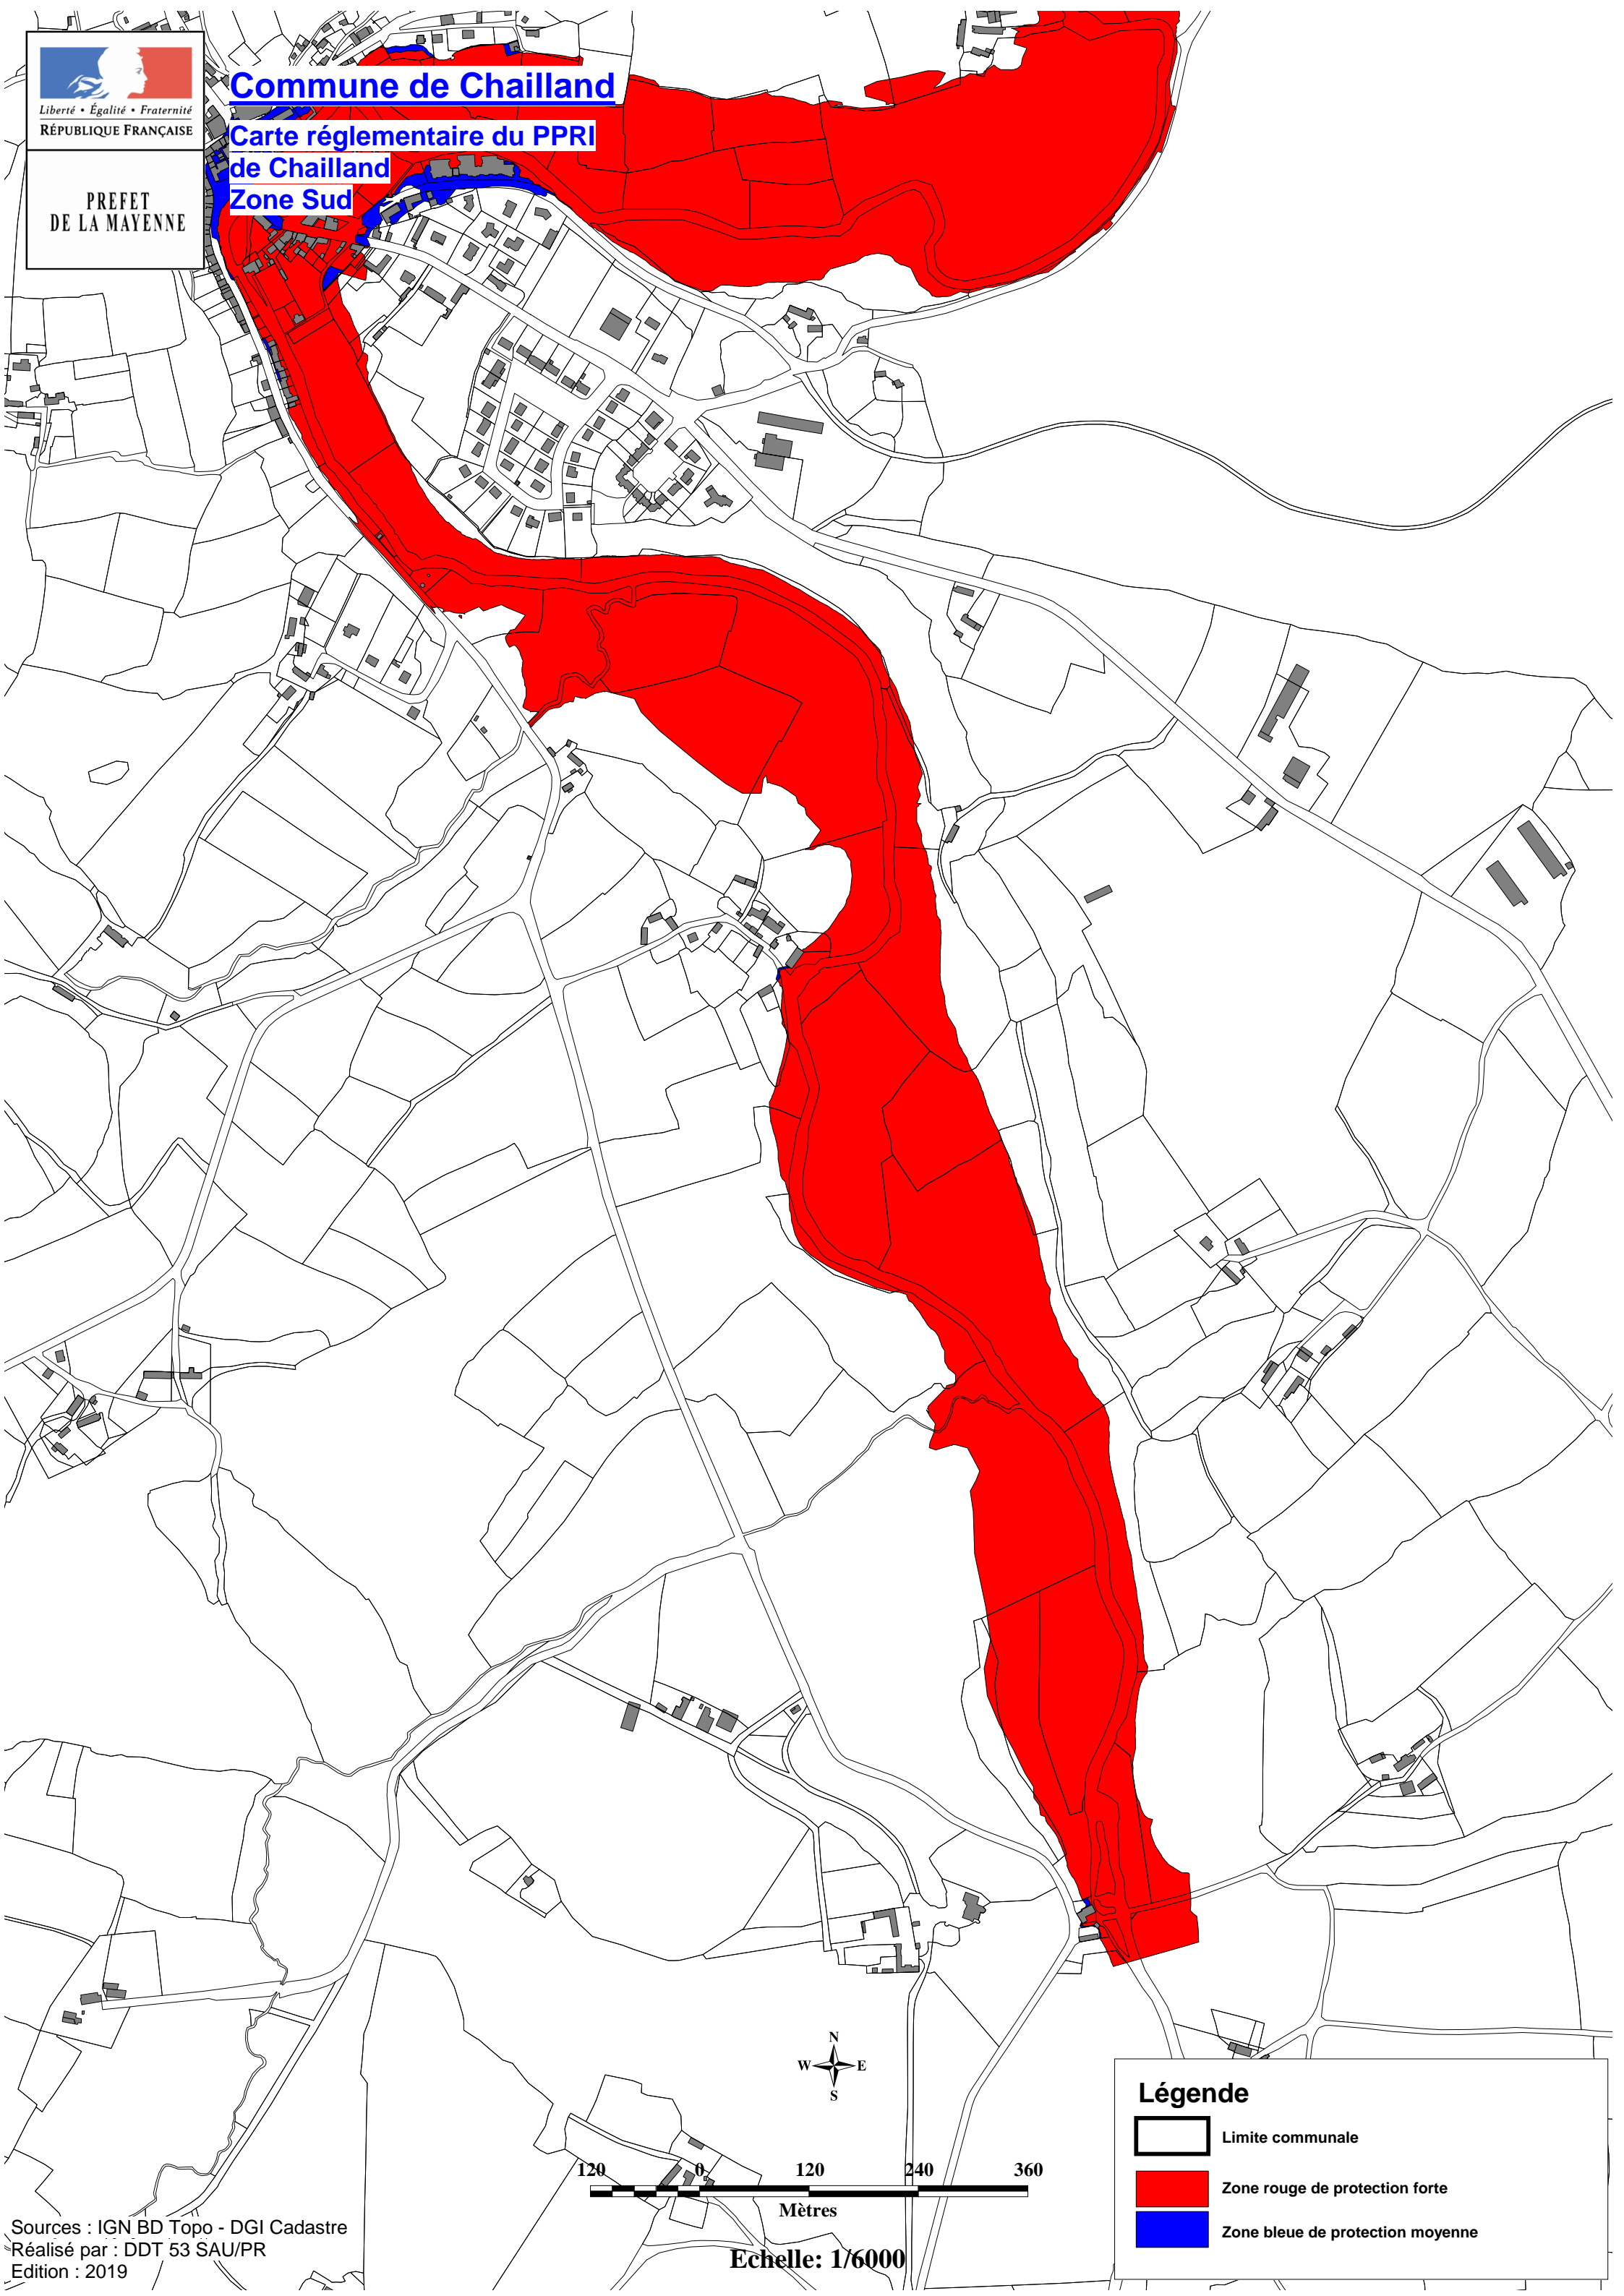 Liberté • Égalité • Fraternité
RÉPUBLIQUE FRANÇAISE
PREFET
DE LA MAYENNE
Commune de Chailland
Carte réglementaire du PPRI
de Chailland
Zone Sud
N
W E
S
120 0 120 240 360
Mètres
Echelle: 1/6000
Légende
Limite communale
Zone rouge de protection forte
Zone bleue de protection moyenne
Sources : IGN BD Topo - DGI Cadastre
Réalisé par : DDT 53 SAU/PR
Edition : 2019